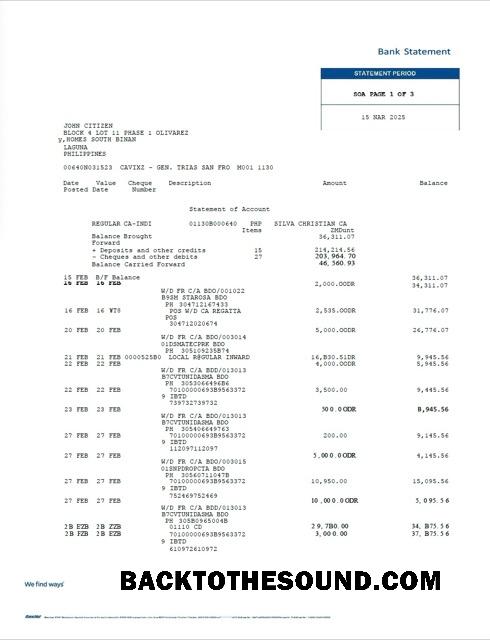 Bank Statement
STATEMENT PERIOD
SOA PAGE 1 OF 3
15 NAR 2025
JOHN CITIZEN
BLOCK 4 LOT 11 PHASE 1 OLIVAREZ
y,HOMES SOUTH BINAN
LAGUNA
PHILIPPINES
00640N031523 CAVIXZ - GEN. TRIAS SAN FRO M001 1130
Date Value Cheque Description Amount Balance
Posted Date Number
Statement of Account
REGULAR CA-INDI 01130B000640 PHP SILVA CHRISTIAN CA
Items ZMDunt
Balance Brought 36,311.07
Forward
+ Deposits and other credits 15 214,214.56
- Cheques and other debits 27 203,964.70
Balance Carried Forward 46,560.93
15 FEB B/F Balance 36,311.07
16 FEB 16 FEB 2,000.00DR 34,311.07
W/D FR C/A BDO/001022
B9SM STAROSA BDO
PH 304712167433
16 FEB 16 WT8 POS W/D CA REGATTA 2,535.00DR 31,776.07
POS
304712020674
20 FEB 20 FEB 5,000.00DR 26,776.07
W/D FR C/A BDO/003014
01DSMATECPRK BDO
PH 305109235B74
21 FEB 21 FEB 0000525B0 LOCAL R@GULAR INWARD 16,B30.51DR 9,945.56
22 FEB 22 FEB 4,000.00DR 5,945.56
W/D FR C/A BDO/013013
B7CVTUNIDASMA BDO
PH 3053066496B6
22 FEB 22 FEB 70100000693B9563372 3,500.00 9,445.56
9 IBTD
739732739732
23 FEB 23 FEB 500.00DR 8,945.56
W/D FR C/A BDO/013013
B7CVTUNIDASMA BDO
PH 305406649763
27 FEB 27 FEB 70100000693B9563372 200.00 9,145.56
9 IBTD
112097112097
27 FEB 27 FEB 5,000.00DR 4,145.56
W/D FR C/A BDO/003015
01SNPDROPCTA BDO
PH 30560711047B
27 FEB 27 FEB 70100000693B9563372 10,950.00 15,095.56
9 IBTD
752469752469
27 FEB 27 FEB 10,000.00DR 5,095.56
W/D FR C/A BDD/013013
B7CVTUNIDASMA BDO
PH 305B0965004B
2B EZB 2B ZZB 01110 CD 29,7B0.00 34,B75.56
2B FZB 2B EZB 70100000693B9563372 3,000.00 37,B75.56
9 IBTD
610972610972
We find ways
BACKTOTHESOUND.COM